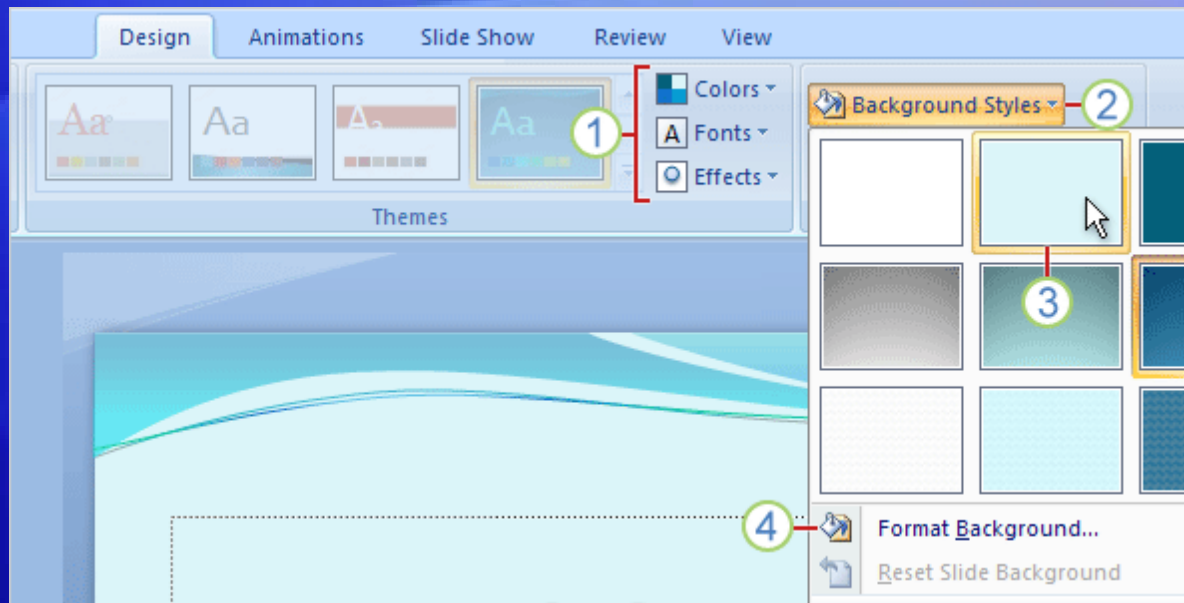 Design Animations Slide Show Review View
Aa Aa Aa Aa
1
Colors
A Fonts
Effects
Themes
Background Styles 2
3
4 Format Background...
Reset Slide Background